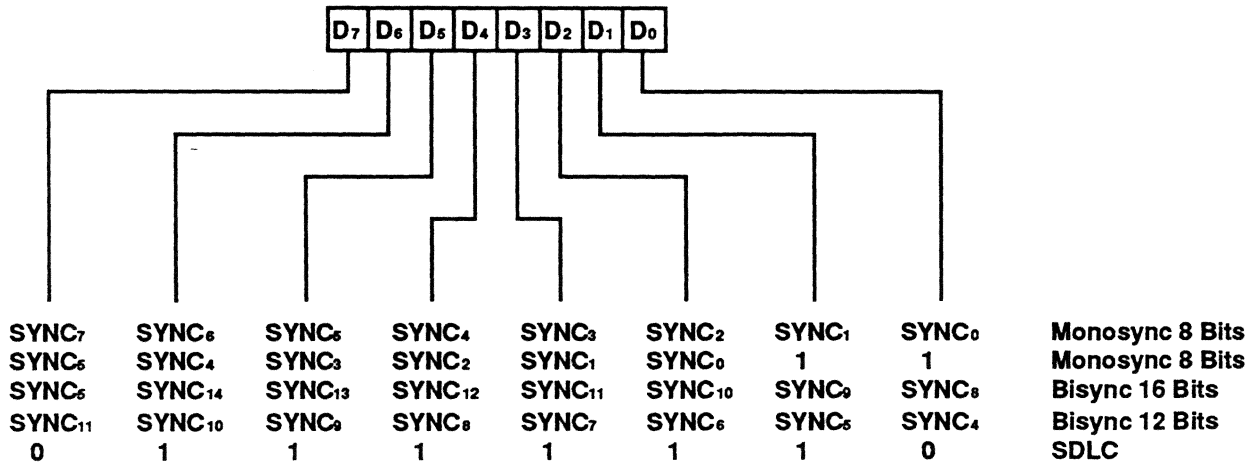 D7 D6 D5 D4 D3 D2 D1 D0
SYNC7 SYNC6 SYNC5 SYNC4 SYNC3 SYNC2 SYNC1 SYNC0 Monosync 8 Bits
SYNC5 SYNC4 SYNC3 SYNC2 SYNC1 SYNC0 1 1 Monosync 8 Bits
SYNC5 SYNC14 SYNC13 SYNC12 SYNC11 SYNC10 SYNC9 SYNC8 Bisync 16 Bits
SYNC11 SYNC10 SYNC9 SYNC8 SYNC7 SYNC6 SYNC5 SYNC4 Bisync 12 Bits
0 1 1 1 1 1 1 0 SDLC